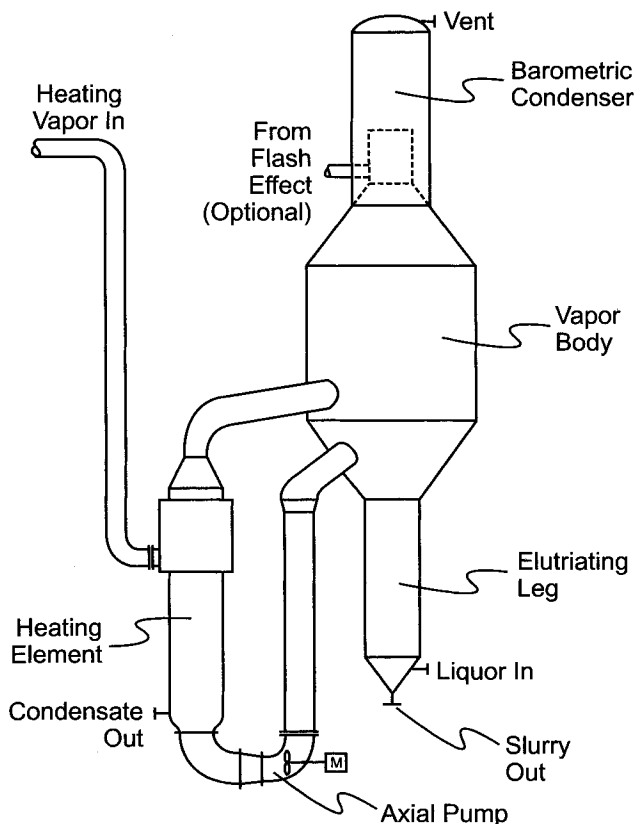 Vent
Barometric
Condenser
Heating
Vapor In
From
Flash
Effect
(Optional)
Vapor
Body
Elutriating
Leg
Heating
Element
Liquor In
Condensate
Out
Slurry
Out
M
Axial Pump